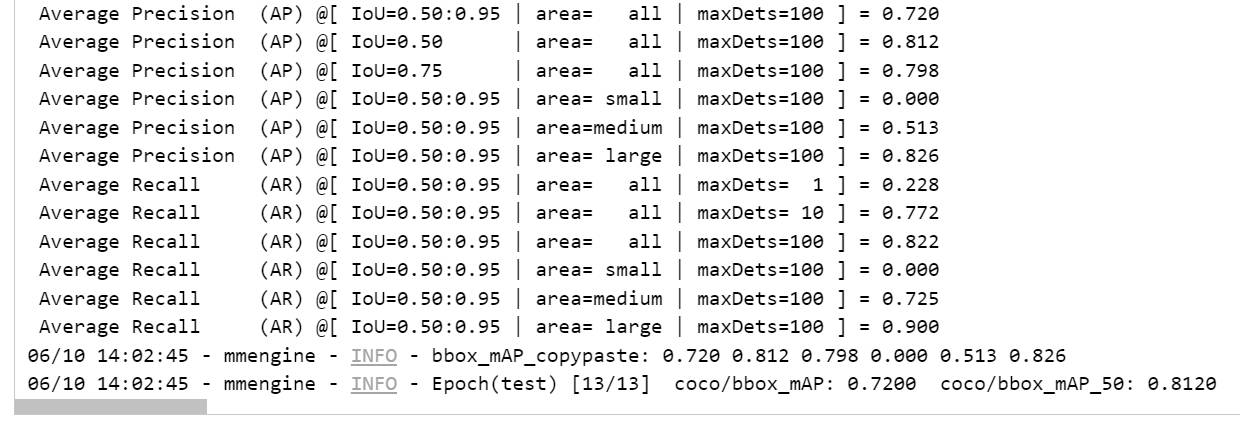 Average Precision  (AP) @[ IoU=0.50:0.95 | area=   all | maxDets=100 ] = 0.720
Average Precision  (AP) @[ IoU=0.50      | area=   all | maxDets=100 ] = 0.812
Average Precision  (AP) @[ IoU=0.75      | area=   all | maxDets=100 ] = 0.798
Average Precision  (AP) @[ IoU=0.50:0.95 | area= small | maxDets=100 ] = 0.000
Average Precision  (AP) @[ IoU=0.50:0.95 | area=medium | maxDets=100 ] = 0.513
Average Precision  (AP) @[ IoU=0.50:0.95 | area= large | maxDets=100 ] = 0.826
Average Recall     (AR) @[ IoU=0.50:0.95 | area=   all | maxDets=  1 ] = 0.228
Average Recall     (AR) @[ IoU=0.50:0.95 | area=   all | maxDets= 10 ] = 0.772
Average Recall     (AR) @[ IoU=0.50:0.95 | area=   all | maxDets=100 ] = 0.822
Average Recall     (AR) @[ IoU=0.50:0.95 | area= small | maxDets=100 ] = 0.000
Average Recall     (AR) @[ IoU=0.50:0.95 | area=medium | maxDets=100 ] = 0.725
Average Recall     (AR) @[ IoU=0.50:0.95 | area= large | maxDets=100 ] = 0.900
06/10 14:02:45 - mmengine - INFO - bbox_mAP_copypaste: 0.720 0.812 0.798 0.000 0.513 0.826
06/10 14:02:45 - mmengine - INFO - Epoch(test) [13/13]  coco/bbox_mAP: 0.7200  coco/bbox_mAP_50: 0.8120